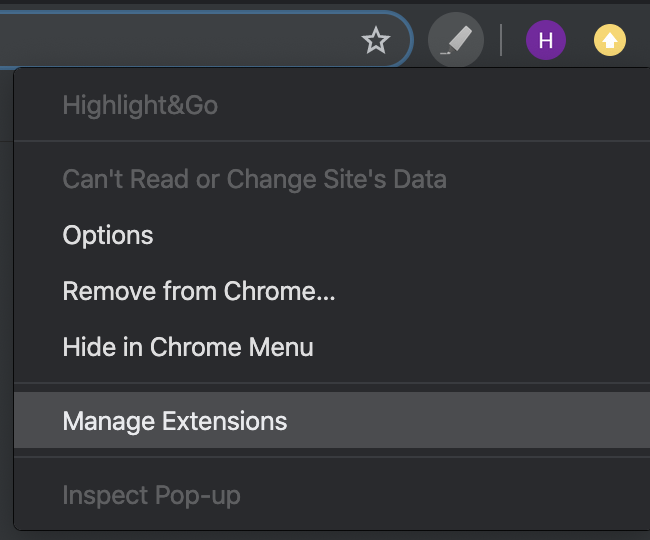 H
Highlight&Go
Can't Read or Change Site's Data
Options
Remove from Chrome...
Hide in Chrome Menu
Manage Extensions
Inspect Pop-up